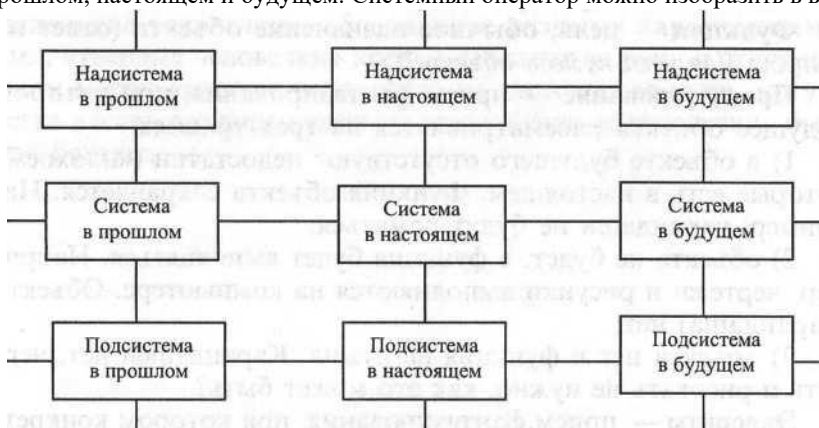 прошлом, настоящем и будущем. Системный оператор можно изобразить в
Надсистема в прошлом
Надсистема в настоящем
Надсистема в будущем
Система в прошлом
Система в настоящем
Система в будущем
Подсистема в прошлом
Подсистема в настоящем
Подсистема в будущем